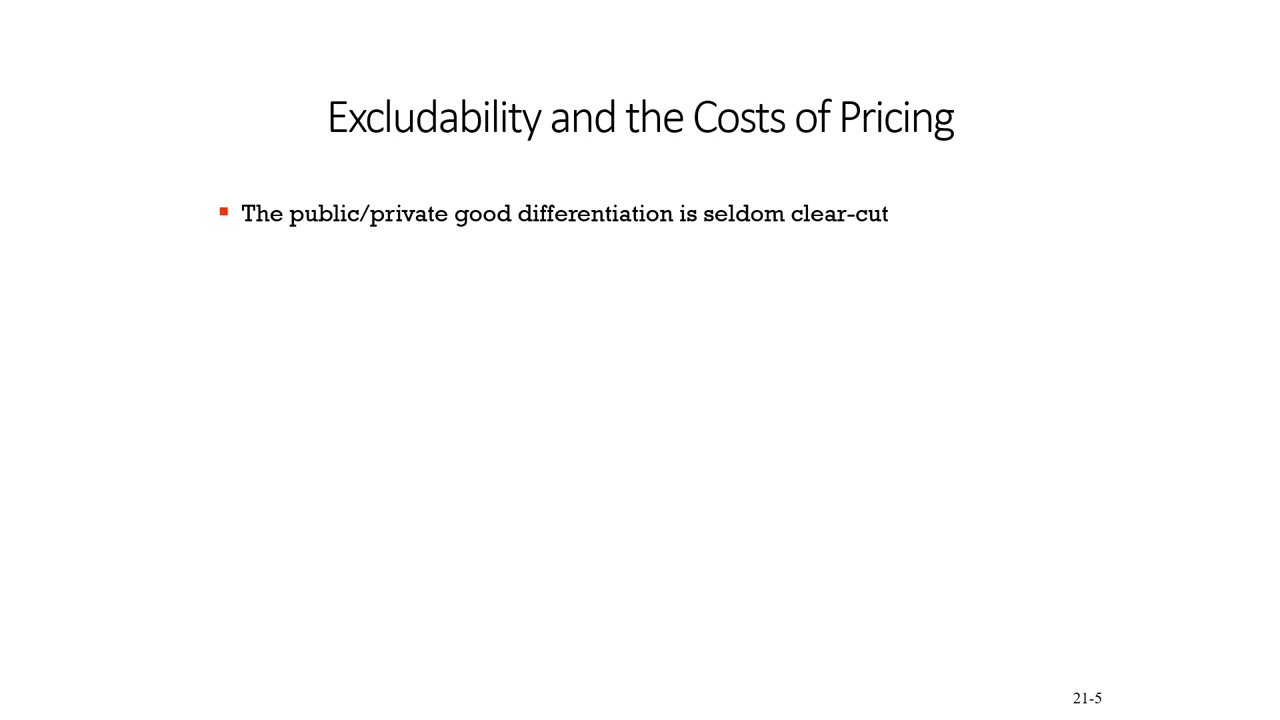 Excludability and the Costs of Pricing
▪ The public/private good differentiation is seldom clear-cut
21-5